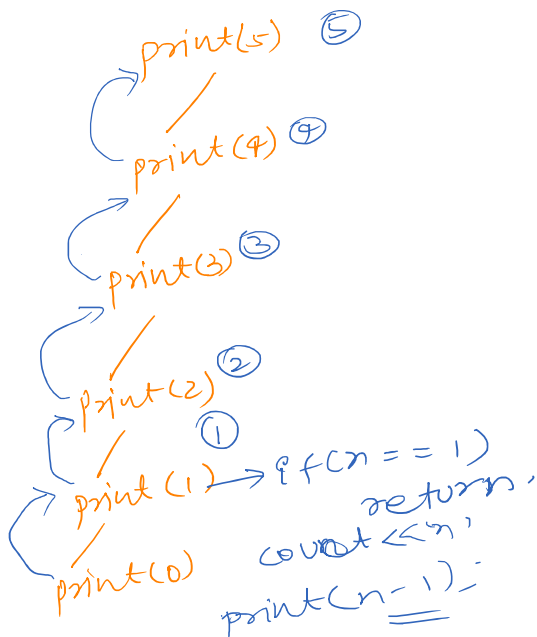 print(5) 5
print(4) 4
print(3) 3
print(2) 2
1
print(1) → if(n == 1)
return,
count<<n;
print(0)
print(n-1);